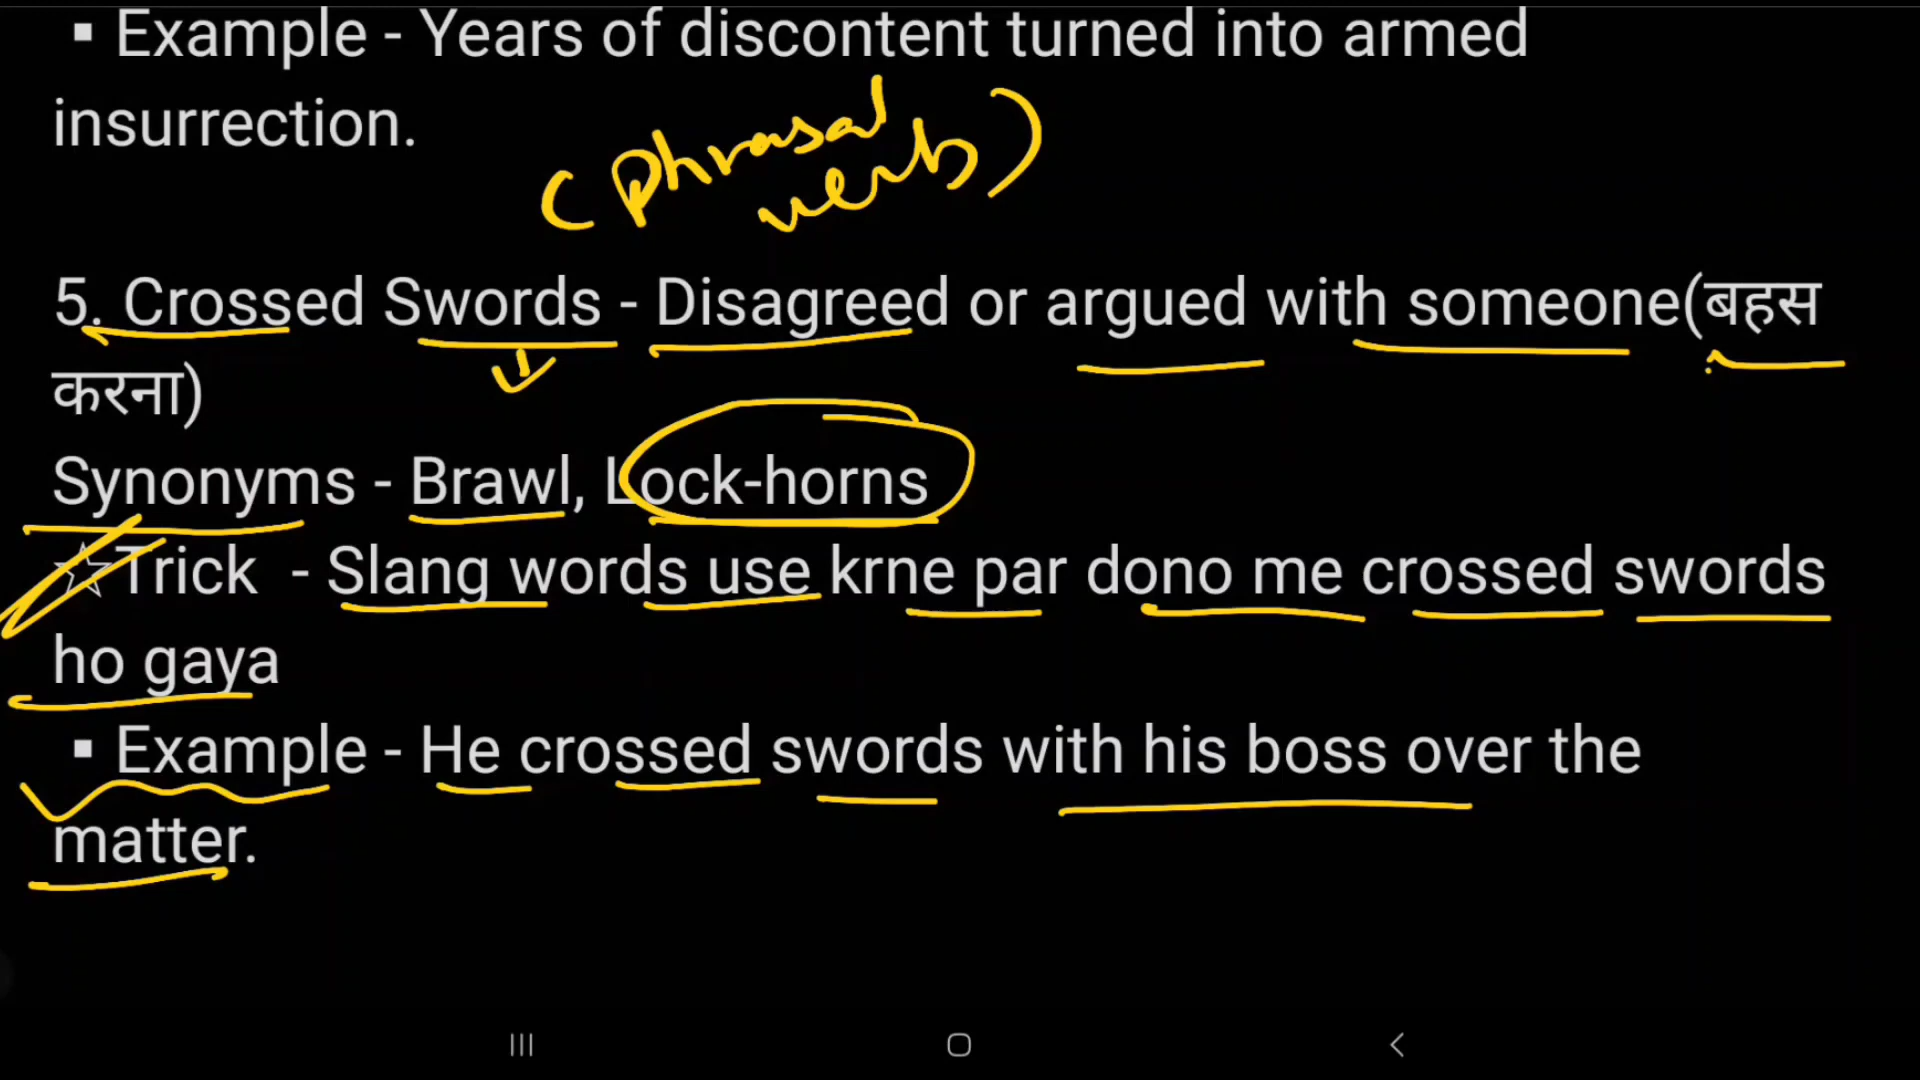 ▪ Example - Years of discontent turned into armed
insurrection.
(Phrasal
verb)
5. Crossed Swords - Disagreed or argued with someone(बहस
करना)
Synonyms - Brawl, Lock-horns
☆Trick - Slang words use krne par dono me crossed swords
ho gaya
▪ Example - He crossed swords with his boss over the
matter.